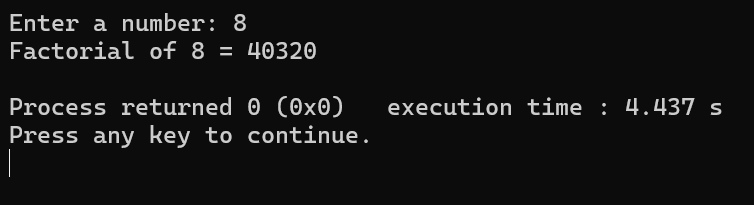 Enter a number: 8
Factorial of 8 = 40320
Process returned 0 (0x0)   execution time : 4.437 s
Press any key to continue.